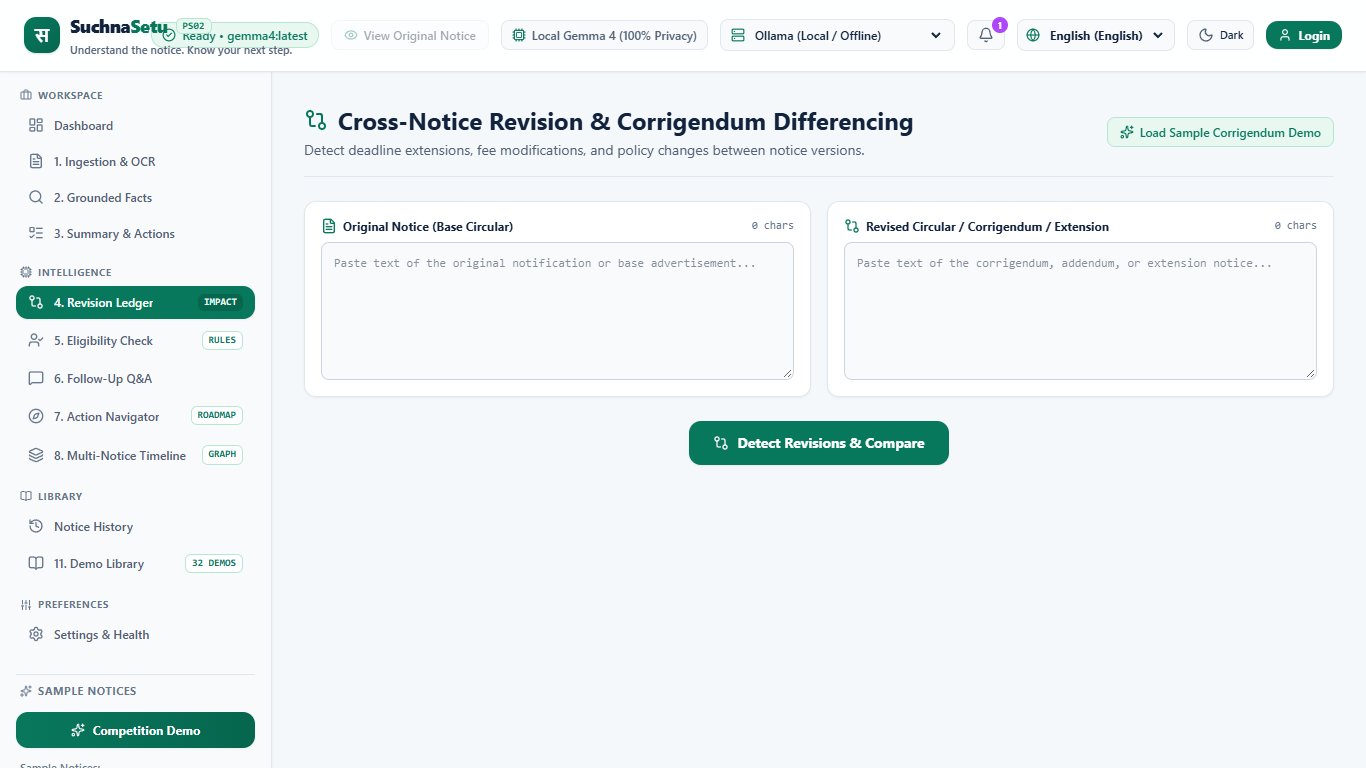 स
SuchnaSetu
PS02
Understand the notice. Know your next step.
Ready • gemma4:latest
View Original Notice
Local Gemma 4 (100% Privacy)
Ollama (Local / Offline)
1
English (English)
Dark
Login
WORKSPACE
Dashboard
1. Ingestion & OCR
2. Grounded Facts
3. Summary & Actions
INTELLIGENCE
4. Revision Ledger
IMPACT
5. Eligibility Check
RULES
6. Follow-Up Q&A
7. Action Navigator
ROADMAP
8. Multi-Notice Timeline
GRAPH
LIBRARY
Notice History
11. Demo Library
32 DEMOS
PREFERENCES
Settings & Health
SAMPLE NOTICES
Competition Demo
Sample Notices:
Cross-Notice Revision & Corrigendum Differencing
Detect deadline extensions, fee modifications, and policy changes between notice versions.
Load Sample Corrigendum Demo
Original Notice (Base Circular)
0 chars
Paste text of the original notification or base advertisement...
Revised Circular / Corrigendum / Extension
0 chars
Paste text of the corrigendum, addendum, or extension notice...
Detect Revisions & Compare